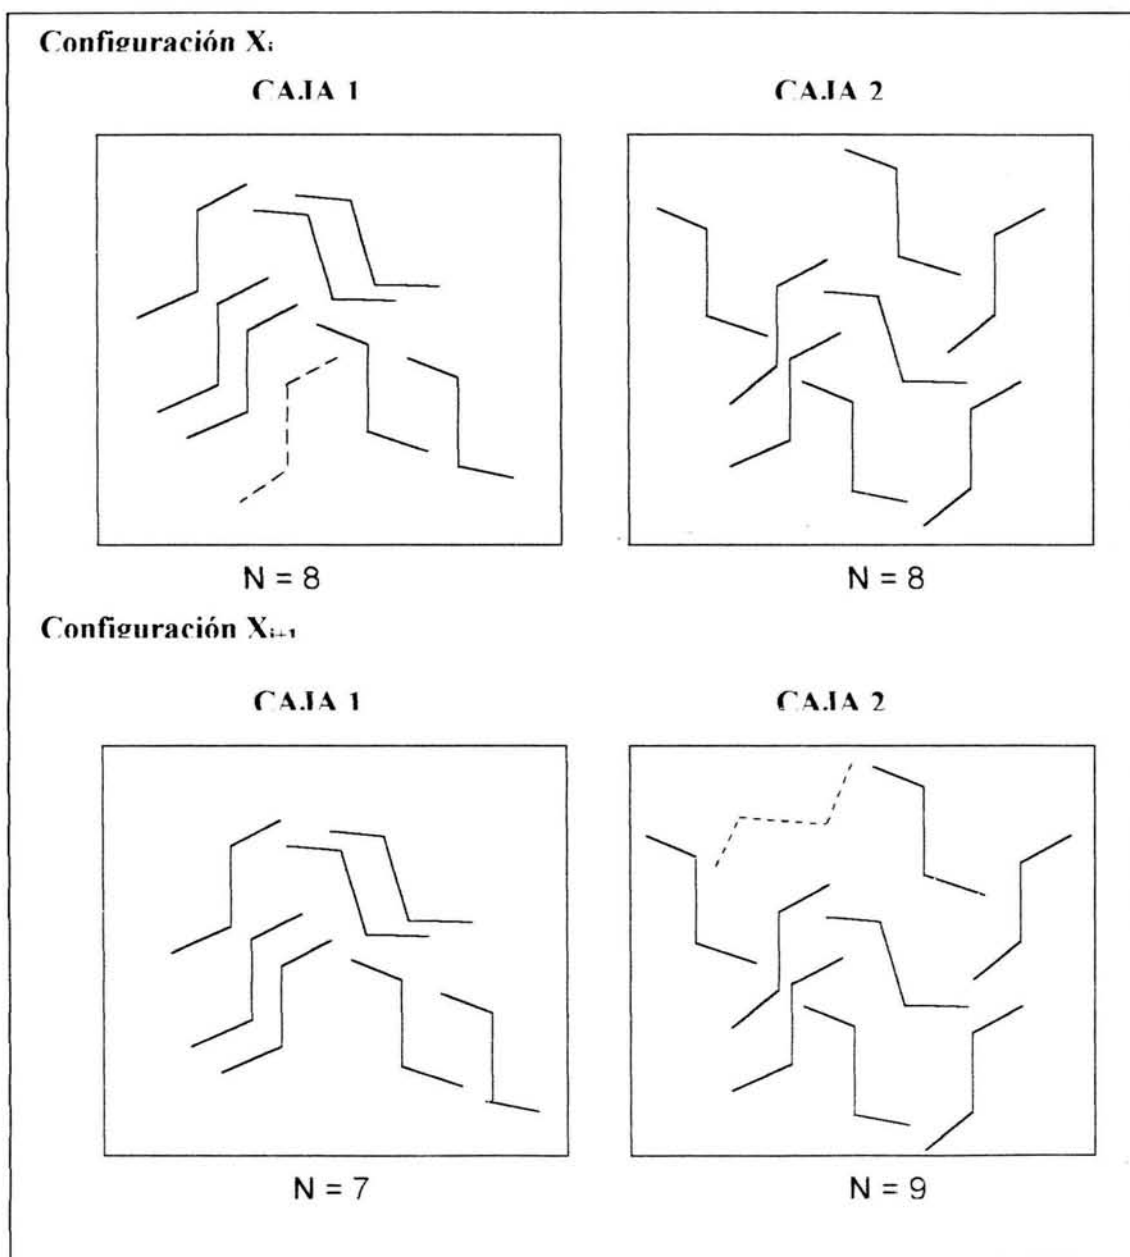 Configuración Xᵢ
CAJA 1 CAJA 2
N = 8 N = 8
Configuración Xᵢ₊₁
CAJA 1 CAJA 2
N = 7 N = 9